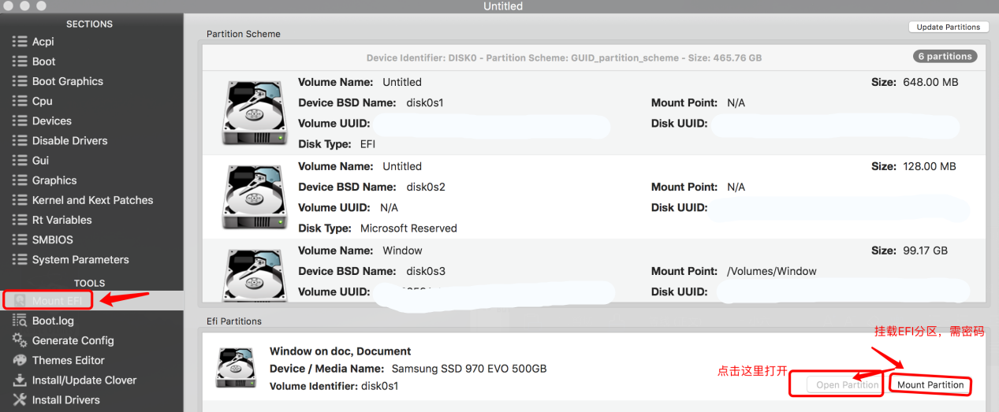 Untitled
SECTIONS
Acpi
Boot
Boot Graphics
Cpu
Devices
Disable Drivers
Gui
Graphics
Kernel and Kext Patches
Rt Variables
SMBIOS
System Parameters
TOOLS
Mount EFI
Boot.log
Generate Config
Themes Editor
Install/Update Clover
Install Drivers
Partition Scheme
Update Partitions
Device Identifier: DISK0 - Partition Scheme: GUID_partition_scheme - Size: 465.76 GB
6 partitions
Volume Name: Untitled
Size: 648.00 MB
Device BSD Name: disk0s1
Mount Point: N/A
Volume UUID:
Disk UUID:
Disk Type: EFI
Volume Name: Untitled
Size: 128.00 MB
Device BSD Name: disk0s2
Mount Point: N/A
Volume UUID: N/A
Disk UUID:
Disk Type: Microsoft Reserved
Volume Name: Window
Size: 99.17 GB
Device BSD Name: disk0s3
Mount Point: /Volumes/Window
Volume UUID:
Disk UUID:
Efi Partitions
挂载EFI分区，需密码
Window on doc, Document
Device / Media Name: Samsung SSD 970 EVO 500GB
点击这里打开
Volume Identifier: disk0s1
Open Partition
Mount Partition